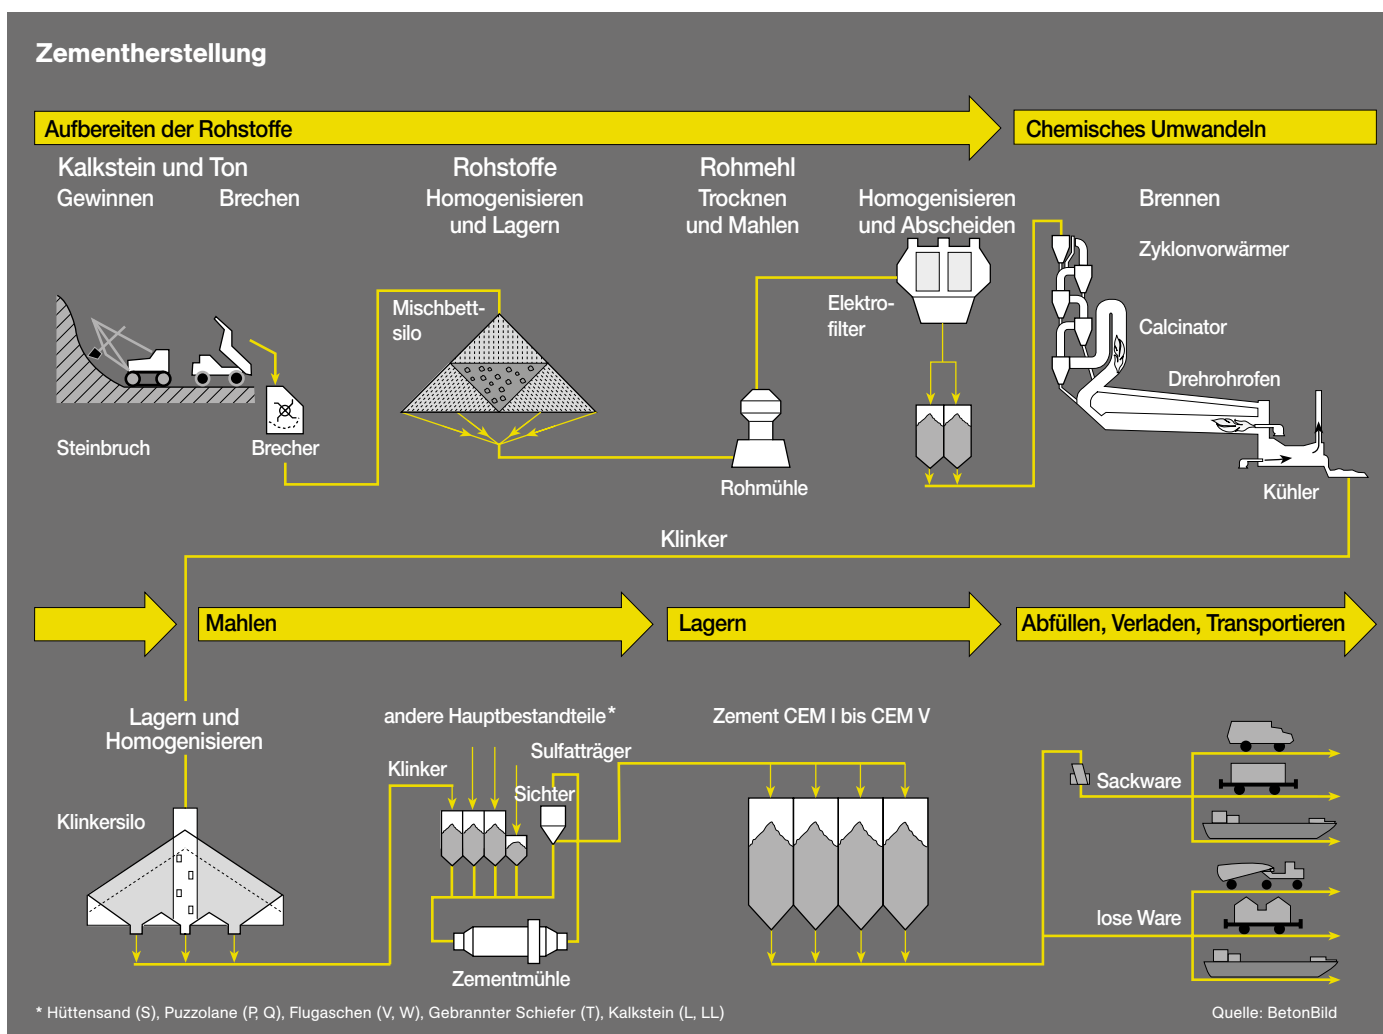 Zementherstellung
Aufbereiten der Rohstoffe
Chemisches Umwandeln
Kalkstein und Ton
Gewinnen
Brechen
Rohstoffe
Homogenisieren
und Lagern
Rohmehl
Trocknen
und Mahlen
Homogenisieren
und Abscheiden
Brennen
Zyklonvorwärmer
Mischbett-
silo
Elektro-
filter
Calcinator
Drehrohrofen
Steinbruch
Brecher
Rohmühle
Kühler
Klinker
Mahlen
Lagern
Abfüllen, Verladen, Transportieren
Lagern und
Homogenisieren
andere Hauptbestandteile*
Zement CEM I bis CEM V
Sulfatträger
Klinker
Sichter
Sackware
Klinkersilo
lose Ware
Zementmühle
* Hüttensand (S), Puzzolane (P, Q), Flugaschen (V, W), Gebrannter Schiefer (T), Kalkstein (L, LL)
Quelle: BetonBild